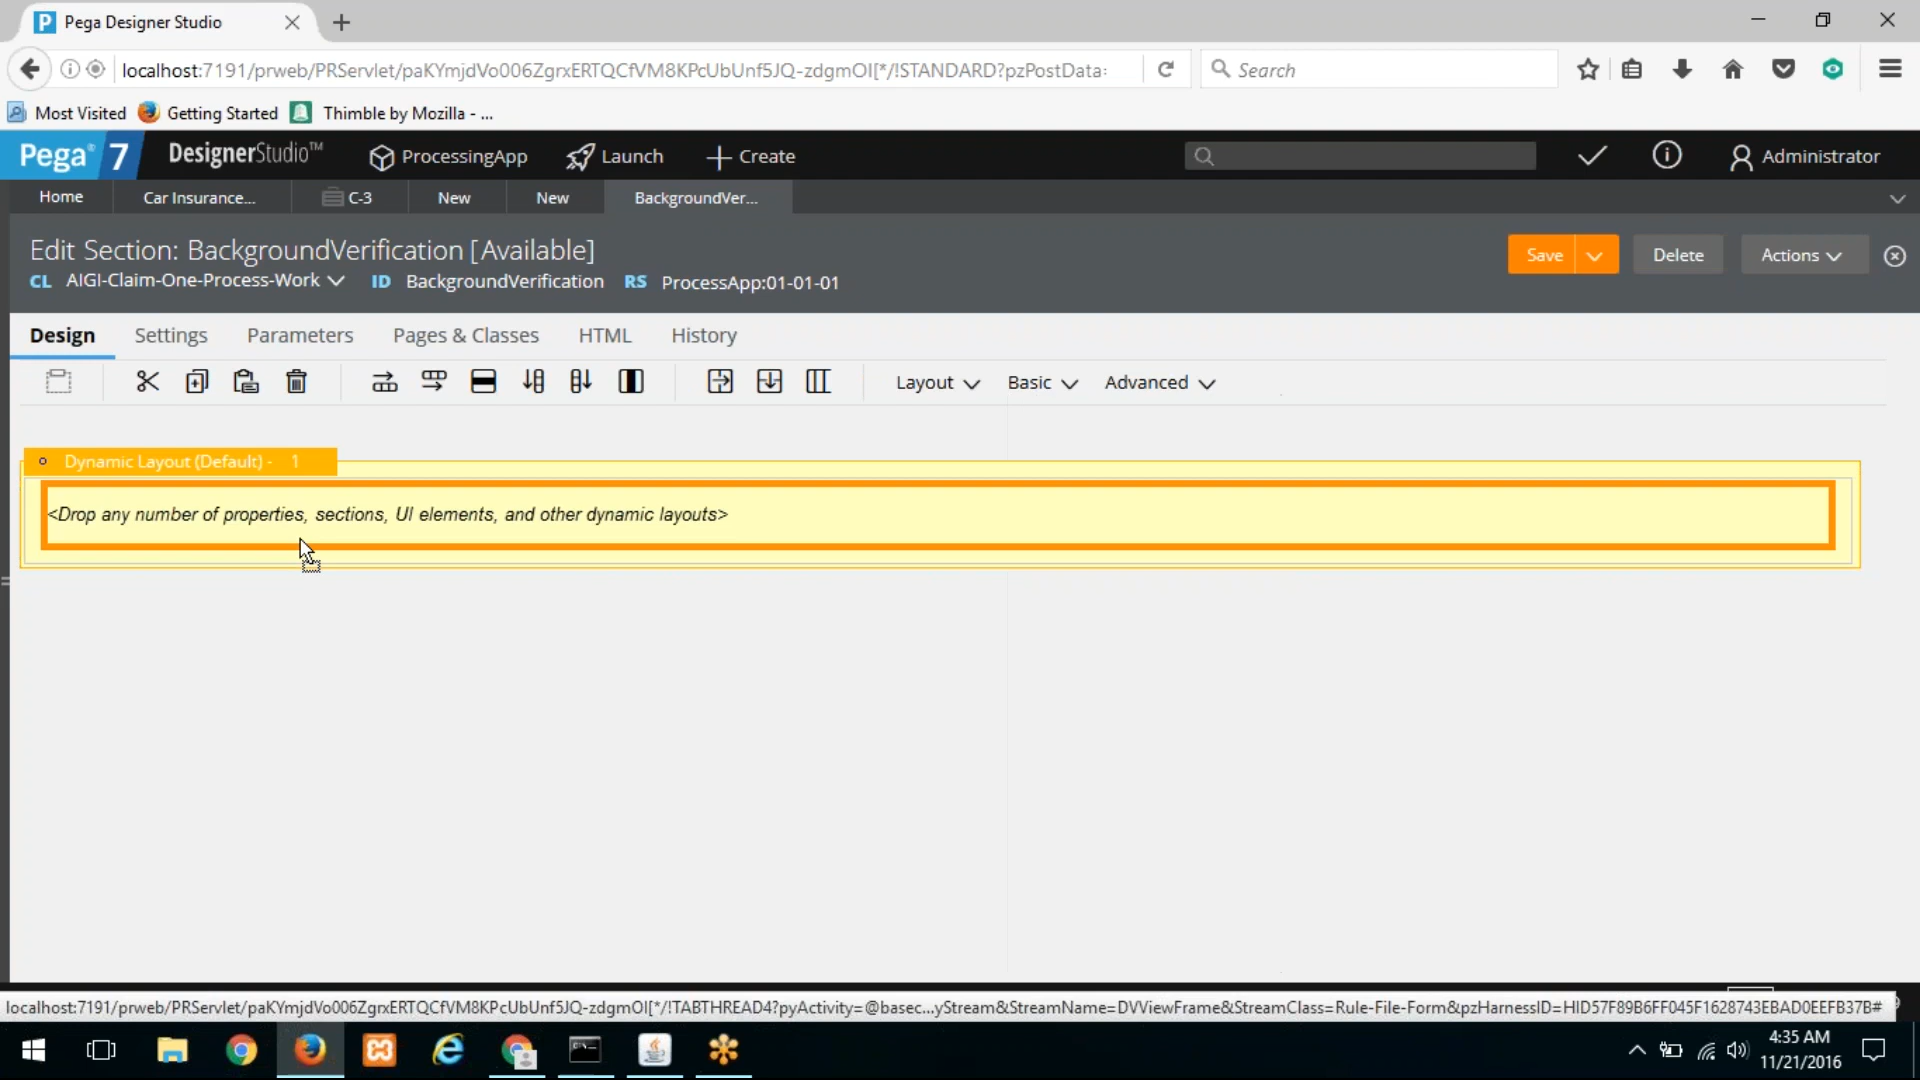 Pega Designer Studio
localhost:7191/prweb/PRServlet/paKYmjdVo006ZgrxERTQCfVM8KPcUbUnf5JQ-zdgmOI[*/!STANDARD?pzPostData:
Search
Most Visited Getting Started Thimble by Mozilla - ...
Pega® 7 DesignerStudio™ ProcessingApp Launch Create Administrator
Home Car Insurance... C-3 New New BackgroundVer...
Edit Section: BackgroundVerification [Available]
Save Delete Actions
CL AIGI-Claim-One-Process-Work ID BackgroundVerification RS ProcessApp:01-01-01
Design Settings Parameters Pages & Classes HTML History
Layout Basic Advanced
Dynamic Layout (Default) - 1
<Drop any number of properties, sections, UI elements, and other dynamic layouts>
localhost:7191/prweb/PRServlet/paKYmjdVo006ZgrxERTQCfVM8KPcUbUnf5JQ-zdgmOI[*/!TABTHREAD4?pyActivity=@basec...yStream&StreamName=DVViewFrame&StreamClass=Rule-File-Form&pzHarnessID=HID57F89B6FF045F1628743EBAD0EEFB37B#
4:35 AM
11/21/2016